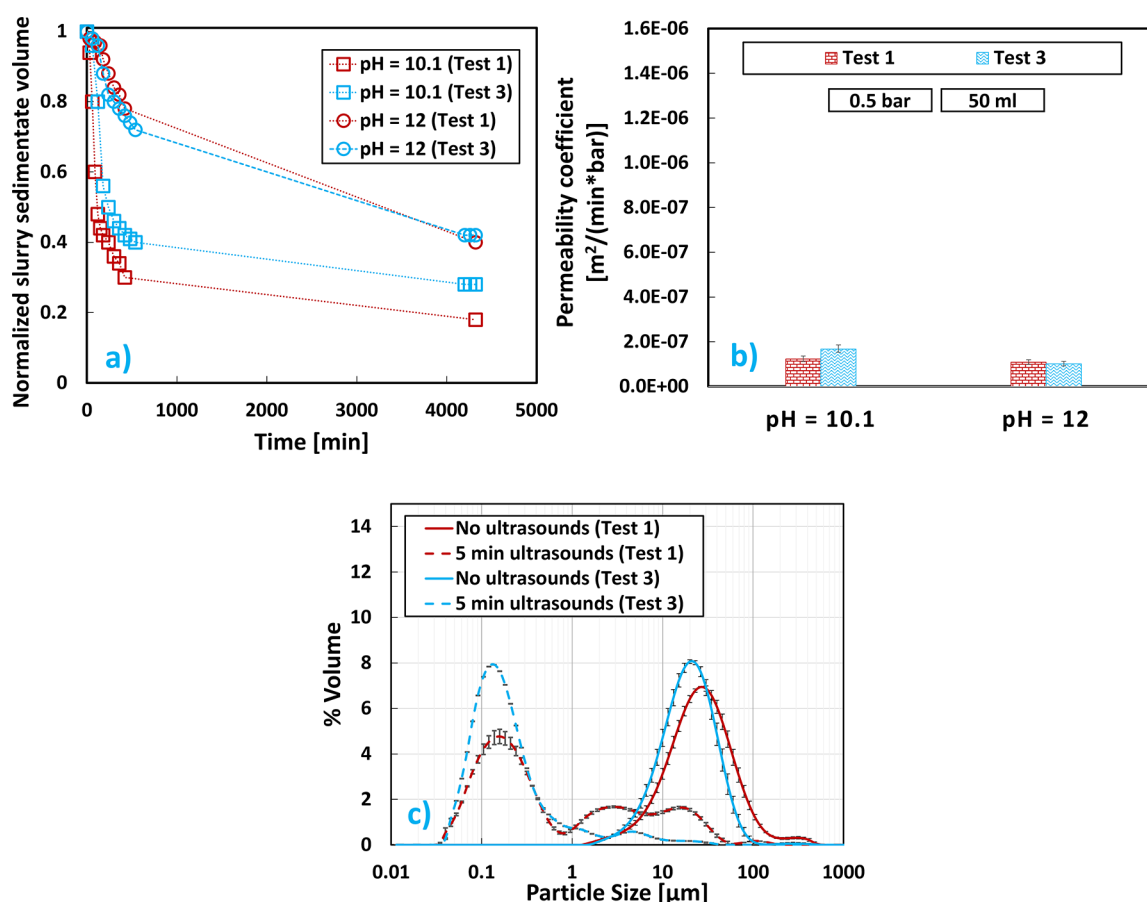 Normalized slurry sedimentate volume
1
0.8
0.6
0.4
0.2
0
pH = 10.1 (Test 1)
pH = 10.1 (Test 3)
pH = 12 (Test 1)
pH = 12 (Test 3)
a)
0 1000 2000 3000 4000 5000
Time [min]
Permeability coefficient
[m²/(min*bar)]
1.6E-06
1.4E-06
1.2E-06
1.0E-06
8.0E-07
6.0E-07
4.0E-07
2.0E-07
0.0E+00
Test 1 Test 3
0.5 bar 50 ml
b)
pH = 10.1 pH = 12
% Volume
14
12
10
8
6
4
2
0
No ultrasounds (Test 1)
5 min ultrasounds (Test 1)
No ultrasounds (Test 3)
5 min ultrasounds (Test 3)
c)
0.01 0.1 1 10 100 1000
Particle Size [µm]